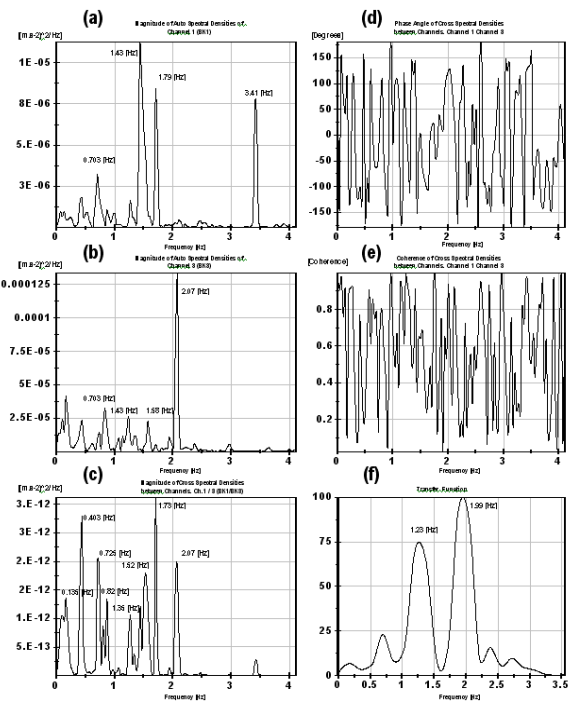 (a)
Magnitude of Auto Spectral Densities
Channel 1 (BK1)
[m.s-2)^2/Hz]
1E-05
8E-06
5.E-06
3E-06
1.43 [Hz]
1.79 [Hz]
3.41 [Hz]
0.703 [Hz]
0 1 2 3 4
Frequency [Hz]
(b)
Magnitude of Auto Spectral Densities
Channel 8 (BK8)
[m.s-2)^2/Hz]
0.000125
0.0001
7.5E-05
5E-05
2.5E-05
2.07 [Hz]
0.703 [Hz]
1.43 [Hz]
1.58 [Hz]
0 1 2 3 4
Frequency [Hz]
(c)
Magnitude of Cross Spectral Densities
between, Channels. Ch.1 / 8 (BK1/BK8)
[m.s-2)^2/Hz]
3.E-12
3E-12
2.E-12
2E-12
1.E-12
1E-12
5.E-13
1.73 [Hz]
0.403 [Hz]
0.725 [Hz]
2.07 [Hz]
1.52 [Hz]
0.135 [Hz]
0.82 [Hz]
1.35 [Hz]
0 1 2 3 4
Frequency [Hz]
(d)
Phase Angle of Cross Spectral Densities
between, Channels. Channel 1 Channel 8
[Degrees]
150
100
50
0
-50
-100
-150
0 1 2 3 4
Frequency [Hz]
(e)
Coherence of Cross Spectral Densities
between, Channels. Channel 1 Channel 8
[Coherence]
0.8
0.6
0.4
0.2
0 1 2 3 4
Frequency [Hz]
(f)
Transfer Function
100
75
50
25
0
1.23 [Hz]
1.99 [Hz]
0 0.5 1 1.5 2 2.5 3 3.5
Frequency [Hz]